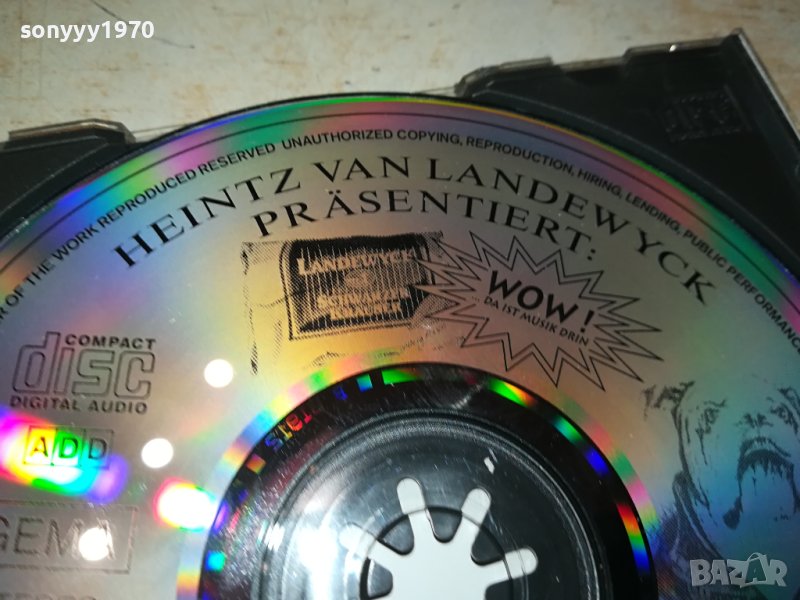 sonyyy1970
OF THE WORK REPRODUCED RESERVED UNAUTHORIZED COPYING, REPRODUCTION, HIRING, LENDING, PUBLIC PERFORMANCE
HEINTZ VAN LANDEWYCK
PRÄSENTIERT:
LANDEWYCK
WOW!
... DA IST MUSIK DRIN
COMPACT
disc
DIGITAL AUDIO
ADD
GEMA
BAZAR